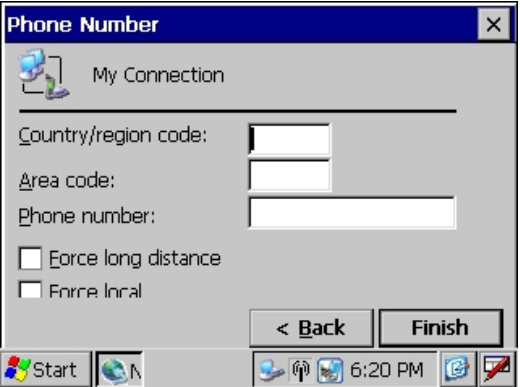 Phone Number
My Connection
Country/region code:
Area code:
Phone number:
Force long distance
Force local
< Back Finish
Start N 6:20 PM